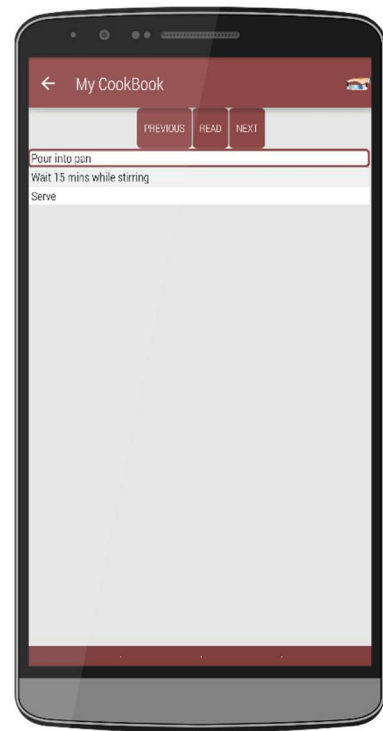 My CookBook
PREVIOUS READ NEXT
Pour into pan
Wait 15 mins while stirring
Serve